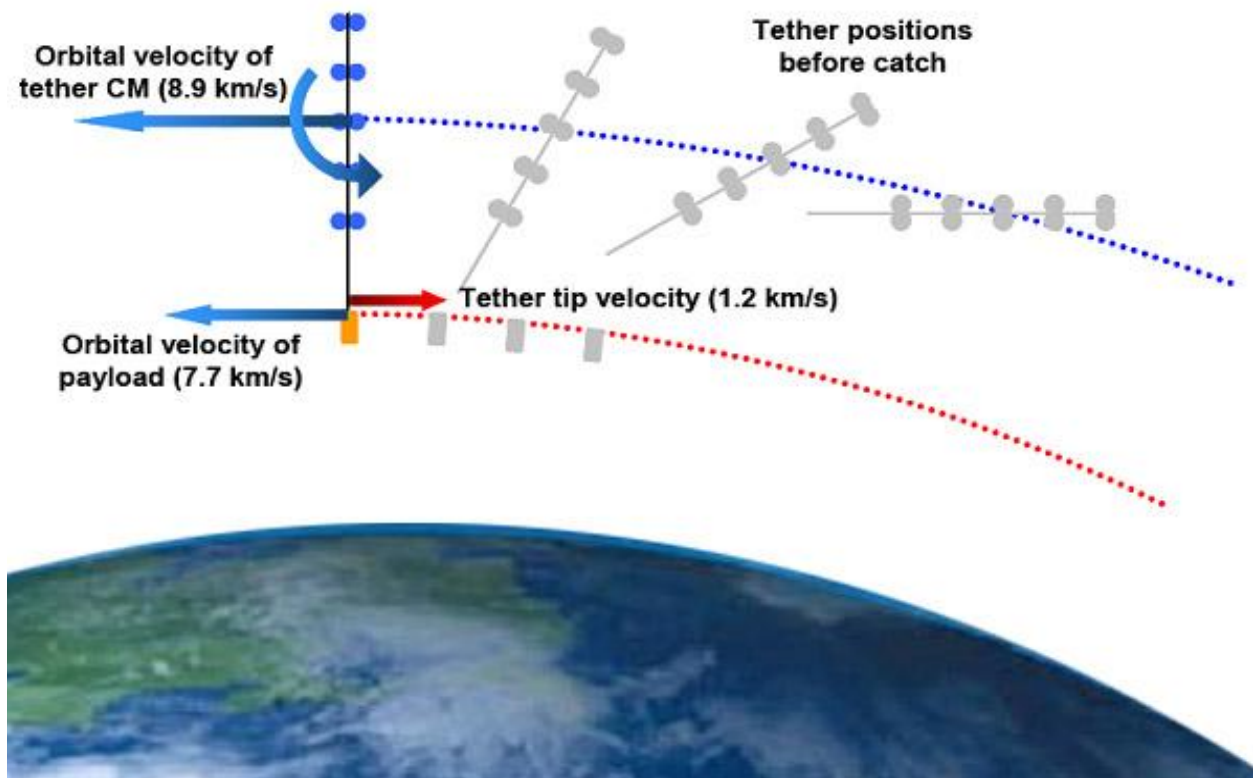 Orbital velocity of
tether CM (8.9 km/s)
Tether positions
before catch
Tether tip velocity (1.2 km/s)
Orbital velocity of
payload (7.7 km/s)